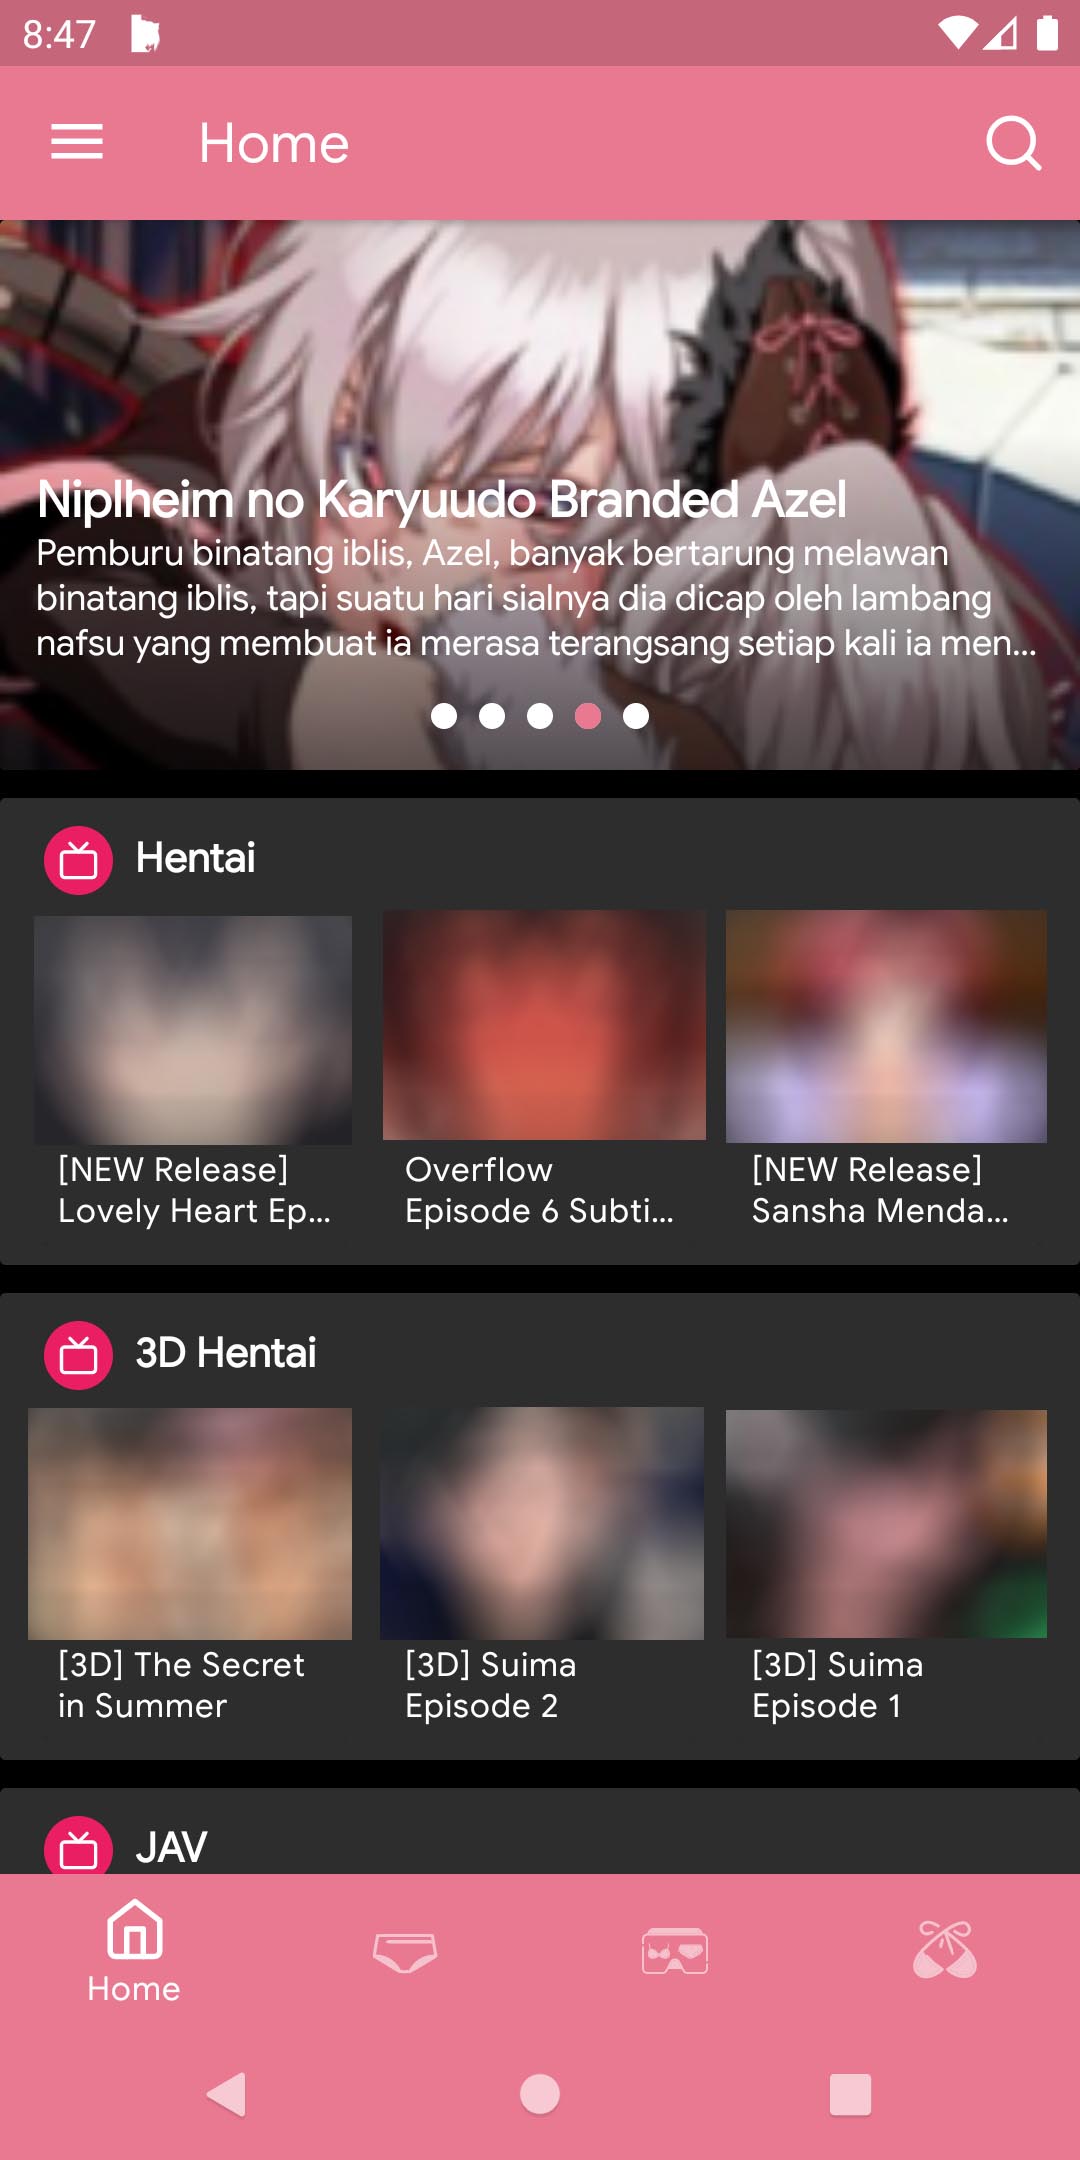 8:47
Home
Niplheim no Karyuudo Branded Azel
Pemburu binatang iblis, Azel, banyak bertarung melawan
binatang iblis, tapi suatu hari sialnya dia dicap oleh lambang
nafsu yang membuat ia merasa terangsang setiap kali ia men...
Hentai
[NEW Release]
Lovely Heart Ep...
Overflow
Episode 6 Subti...
[NEW Release]
Sansha Menda...
3D Hentai
[3D] The Secret
in Summer
[3D] Suima
Episode 2
[3D] Suima
Episode 1
JAV
Home